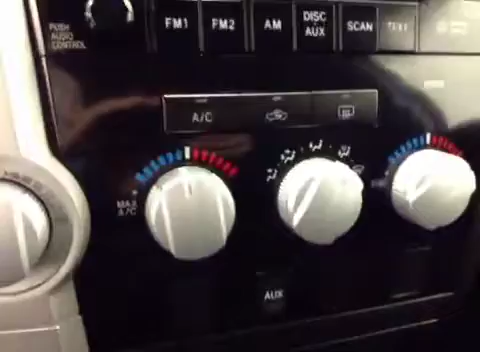 PUSH
AUDIO
CONTROL
FM1
FM2
AM
DISC
AUX
SCAN
TEXT
A/C
MAX
A/C
AUX